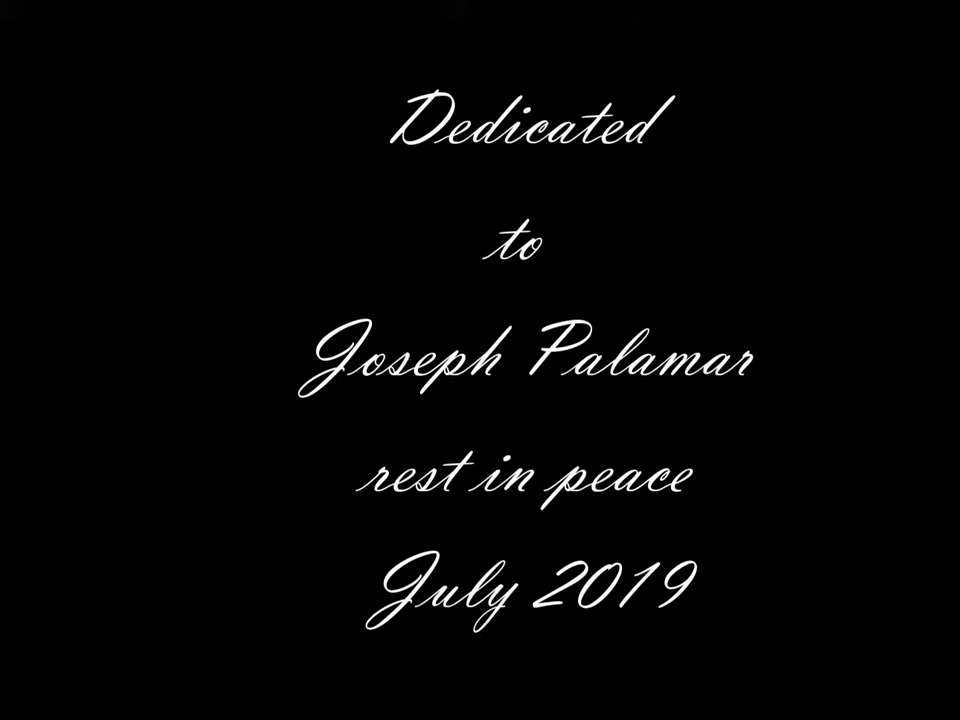 Dedicated
to
Joseph Palamar
rest in peace
July 2019